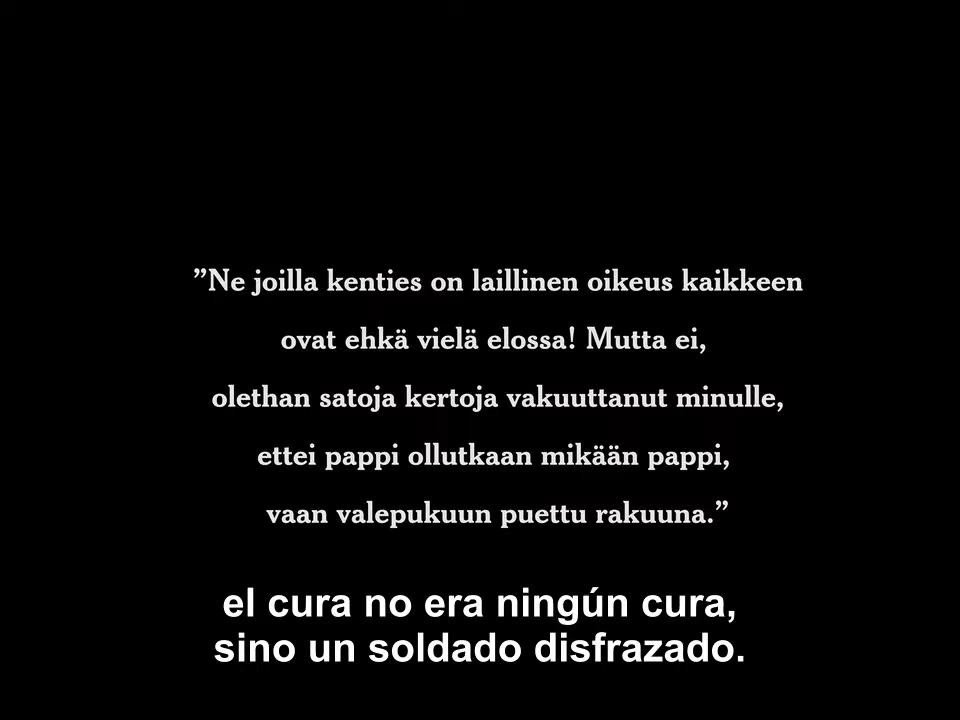 ”Ne joilla kenties on laillinen oikeus kaikkeen
ovat ehkä vielä elossa! Mutta ei,
olethan satoja kertoja vakuuttanut minulle,
ettei pappi ollutkaan mikään pappi,
vaan valepukuun puettu rakuuna.”
el cura no era ningún cura,
sino un soldado disfrazado.